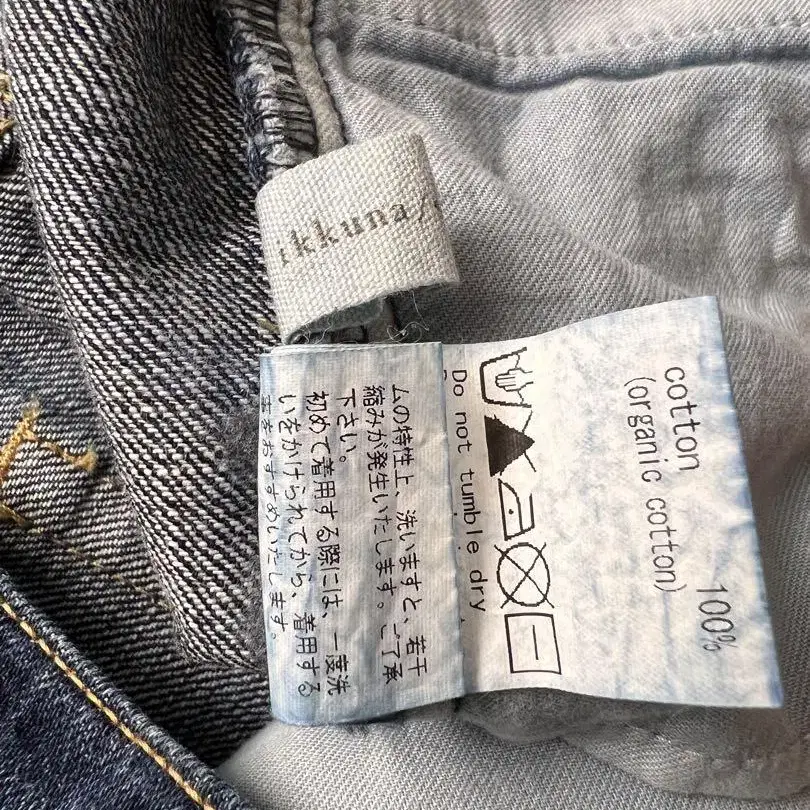 ikkuna/
cotton 100%
(organic cotton)
Do not tumble dry
ムの特性上、洗いますと、若干
縮みが発生いたします。ご了承
下さい。
初めて着用する際には、一度洗
いをかけられてから、着用する
まをおすすめいたします。